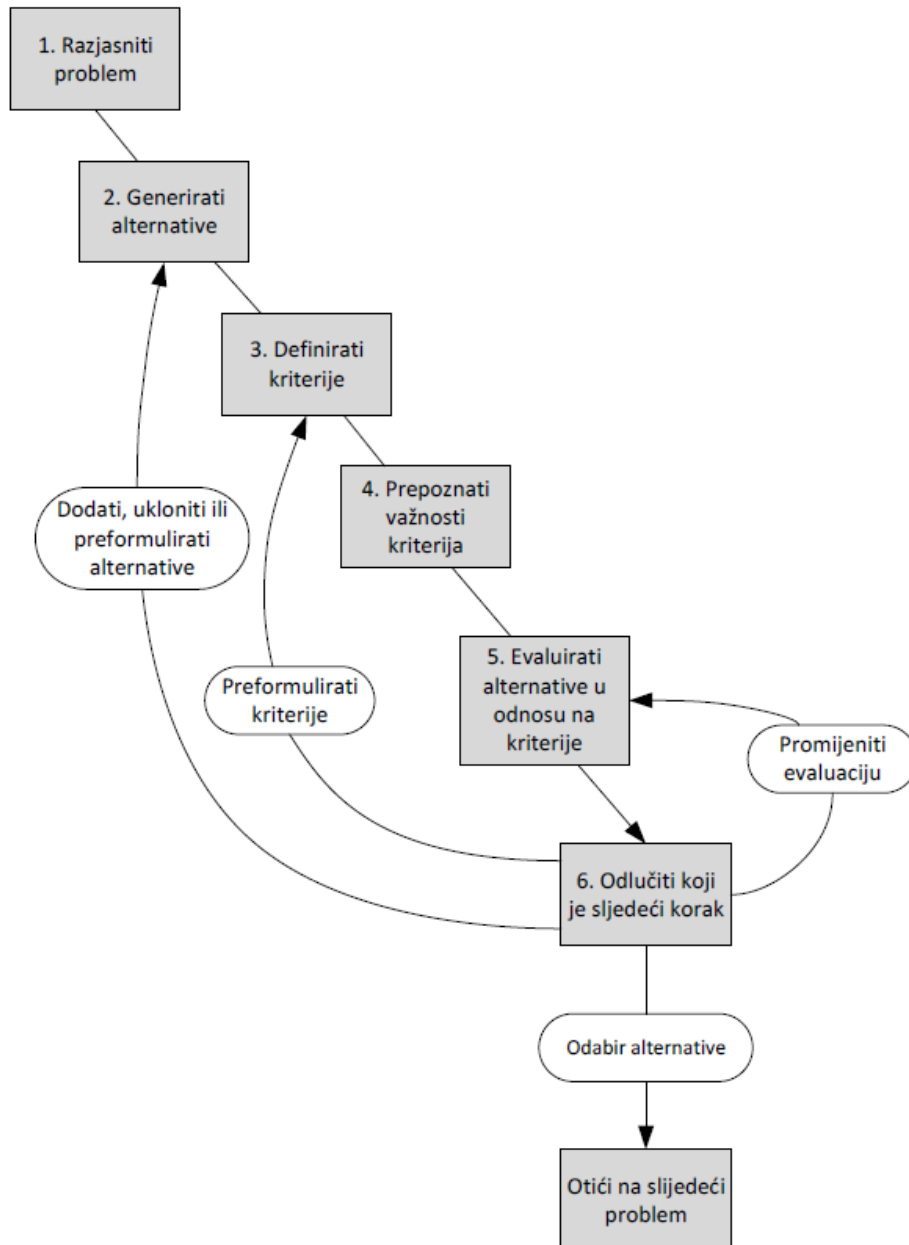 1. Razjasniti
problem
2. Generirati
alternative
3. Definirati
kriterije
4. Prepoznati
važnosti
kriterija
Dodati, ukloniti ili
preformulirati
alternative
5. Evaluirati
alternative u
odnosu na
kriterije
Preformulirati
kriterije
Promijeniti
evaluaciju
6. Odlučiti koji
je sljedeći korak
Odabir alternative
Otići na slijedeći
problem